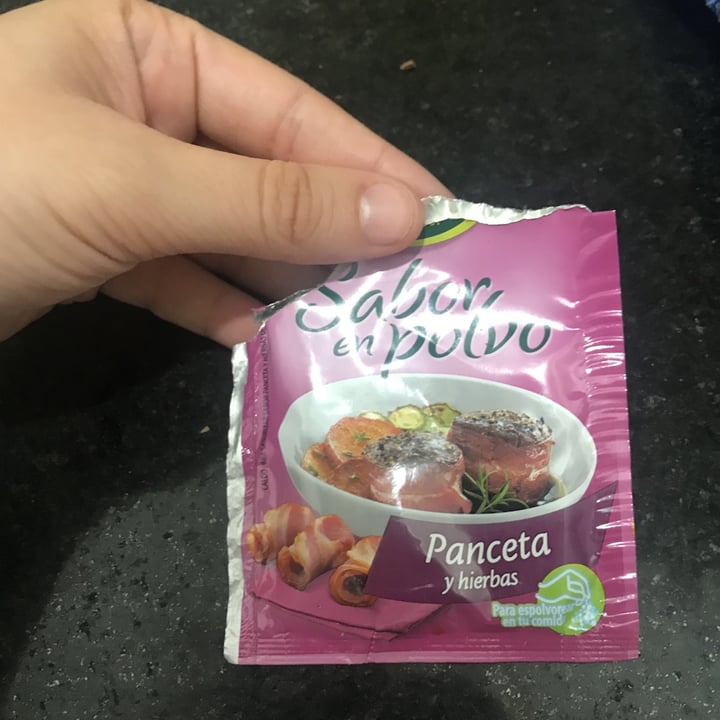 Sabor
en polvo
Panceta
y hierbas
Para espolvorear
en tu comida